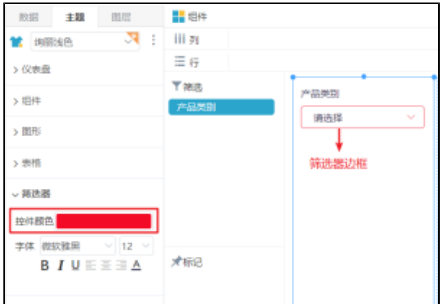 数据 主题 图层
组件
绚丽浅色
列
行
仪表盘
筛选
产品类别
组件
产品类别
请选择
图形
筛选器边框
表格
筛选器
控件颜色
字体 微软雅黑 12
B I U A
标记